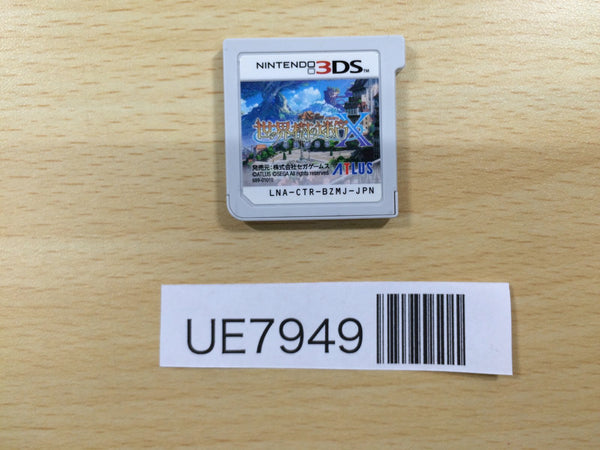 NINTENDO 3DS™
世界樹の迷宮X
発売元：株式会社セガゲームス
©ATLUS ©SEGA All rights reserved.
ATLUS
LNA-CTR-BZMJ-JPN
UE7949